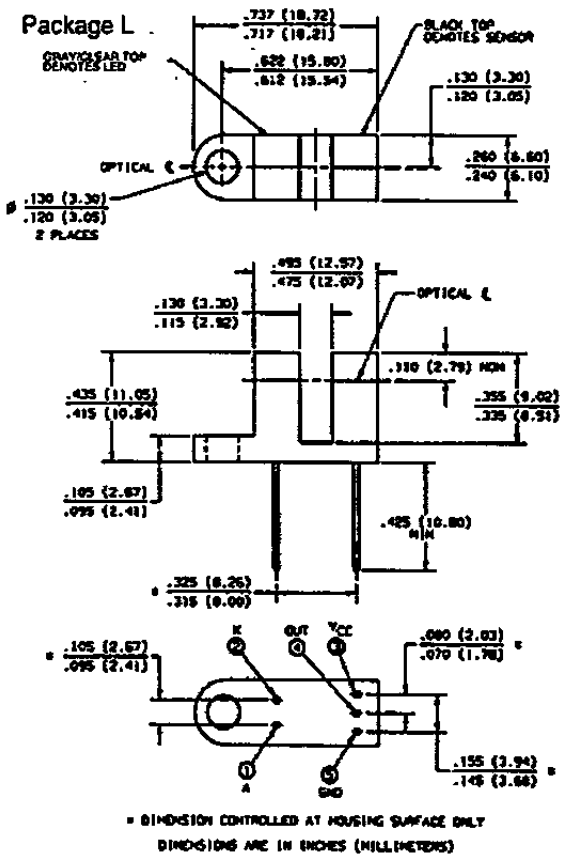 Package L
.737 (18.72)
.717 (18.21)
BLACK TOP
DENOTES SENSOR
GRAY/CLEAR TOP
DENOTES LED
.622 (15.80)
.612 (15.54)
.130 (3.30)
.120 (3.05)
OPTICAL ℄
.260 (6.60)
.240 (6.10)
ø .130 (3.30)
.120 (3.05)
2 PLACES
.495 (12.57)
.475 (12.07)
OPTICAL ℄
.130 (3.30)
.115 (2.92)
.110 (2.79) NOM
.435 (11.05)
.415 (10.54)
.355 (9.02)
.335 (8.51)
.105 (2.67)
.095 (2.41)
.425 (10.80)
MIN
* .325 (8.26)
.315 (8.00)
K
OUT
VCC
2
4
3
* .105 (2.67)
.095 (2.41)
.080 (2.03) *
.070 (1.78)
1
A
5
GND
.155 (3.94) *
.145 (3.68)
* DIMENSION CONTROLLED AT HOUSING SURFACE ONLY
DIMENSIONS ARE IN INCHES (MILLIMETERS)